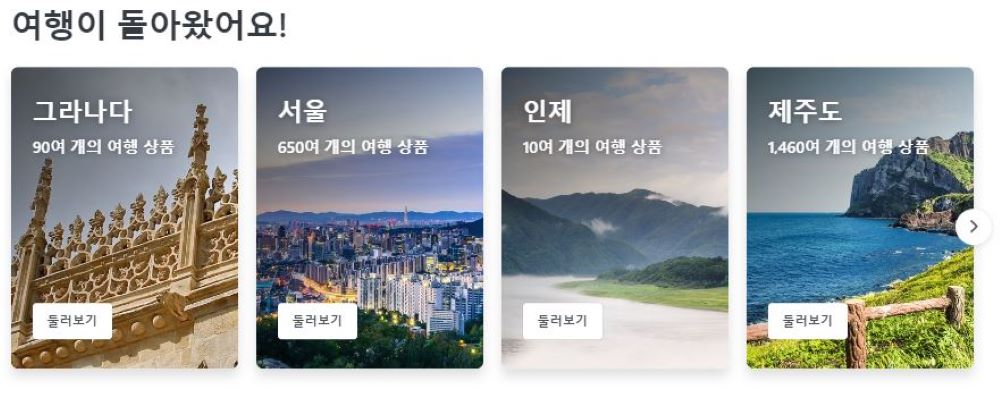 여행이 돌아왔어요!
그라나다
90여 개의 여행 상품
둘러보기
서울
650여 개의 여행 상품
둘러보기
인제
10여 개의 여행 상품
둘러보기
제주도
1,460여 개의 여행 상품
둘러보기